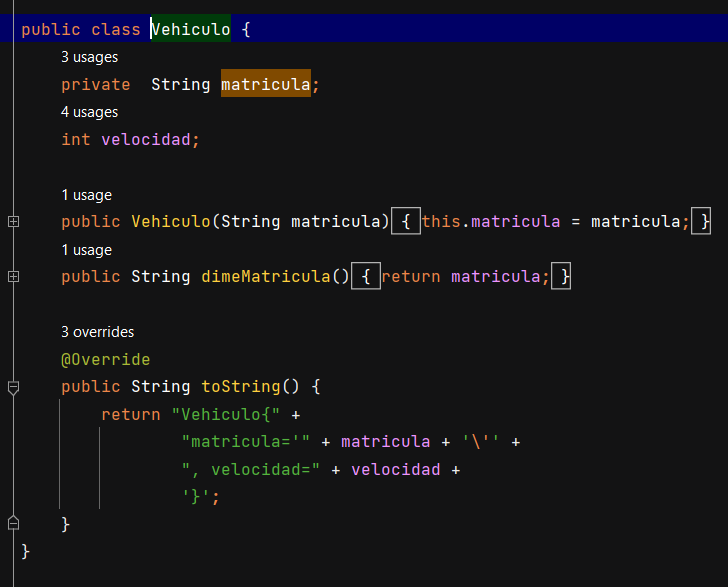 public class Vehiculo {
3 usages
private  String matricula;
4 usages
int velocidad;
1 usage
public Vehiculo(String matricula) { this.matricula = matricula; }
1 usage
public String dimeMatricula() { return matricula; }
3 overrides
@Override
public String toString() {
return "Vehiculo{" +
"matricula='" + matricula + '\'' +
", velocidad=" + velocidad +
'}';
}
}